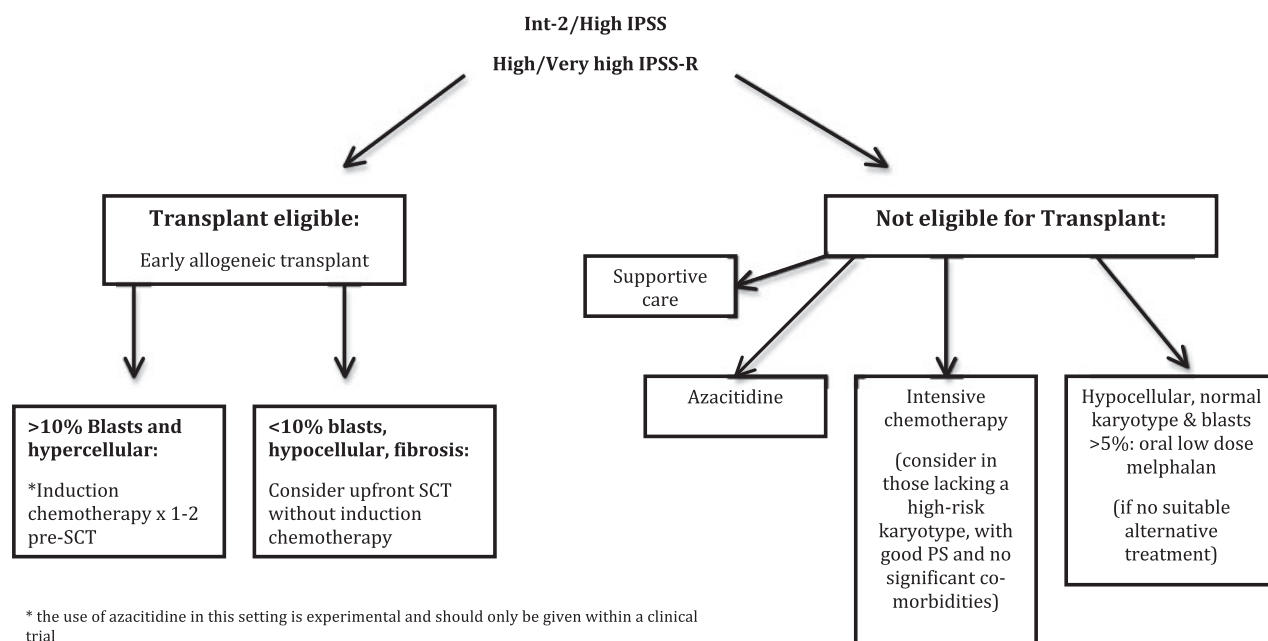 Int-2/High IPSS
High/Very high IPSS-R
Transplant eligible:
Early allogeneic transplant
Not eligible for Transplant:
Supportive
care
>10% Blasts and
hypercellular:
*Induction
chemotherapy x 1-2
pre-SCT
<10% blasts,
hypocellular, fibrosis:
Consider upfront SCT
without induction
chemotherapy
Azacitidine
Intensive
chemotherapy
(consider in
those lacking a
high-risk
karyotype, with
good PS and no
significant co-
morbidities)
Hypocellular, normal
karyotype & blasts
>5%: oral low dose
melphalan
(if no suitable
alternative
treatment)
* the use of azacitidine in this setting is experimental and should only be given within a clinical
trial